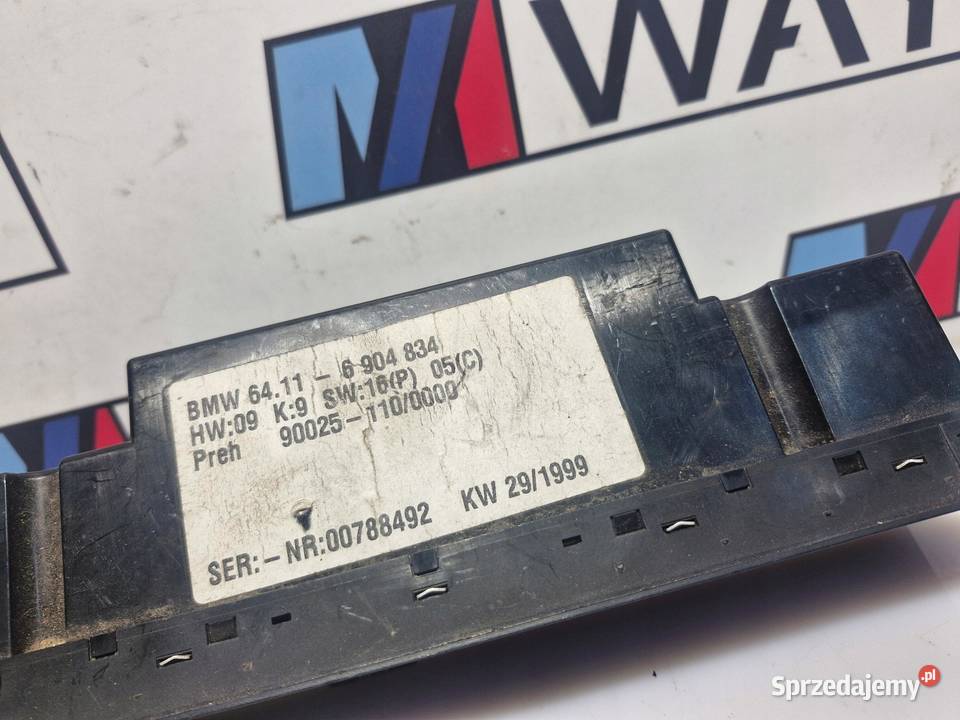 WAY
BMW 64.11 - 6 904 834
HW:09 K:9 SW:16(P) 05(C)
Preh 90025-110/0000
SER:-NR:00788492 KW 29/1999
Sprzedajemy.pl